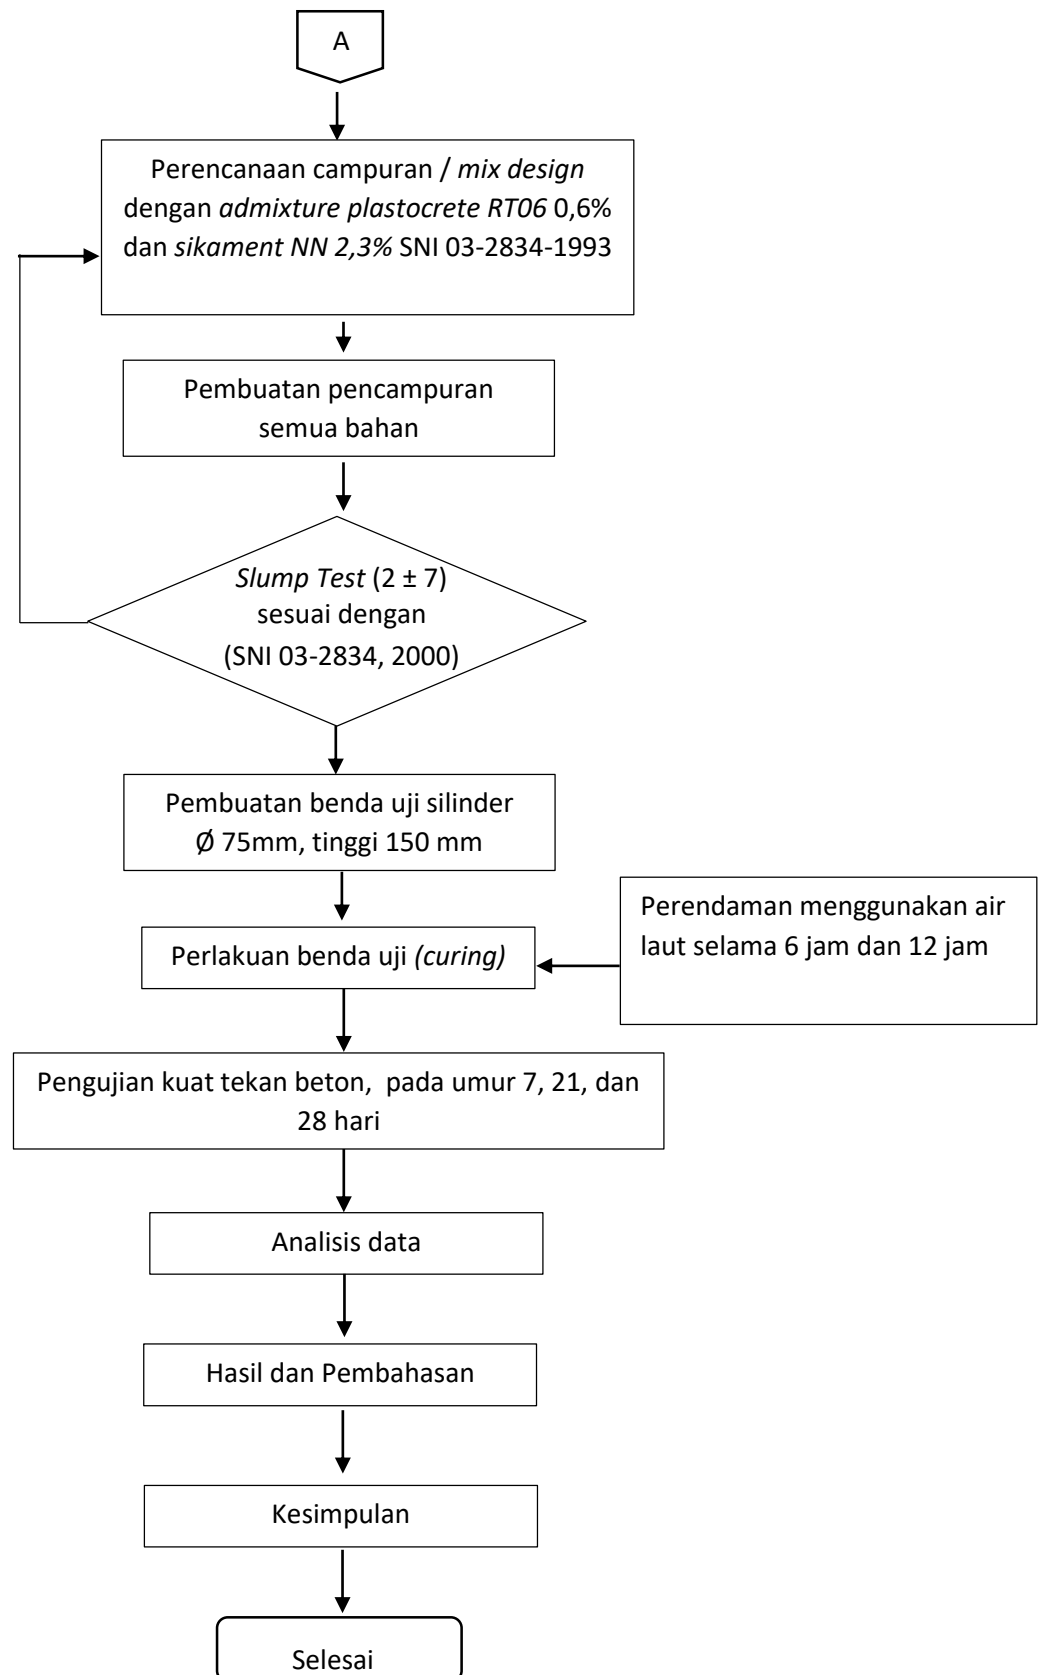 A
Perencanaan campuran / mix design
dengan admixture plastocrete RT06 0,6%
dan sikament NN 2,3% SNI 03-2834-1993
Pembuatan pencampuran
semua bahan
Slump Test (2 ± 7)
sesuai dengan
(SNI 03-2834, 2000)
Pembuatan benda uji silinder
Ø 75mm, tinggi 150 mm
Perendaman menggunakan air
laut selama 6 jam dan 12 jam
Perlakuan benda uji (curing)
Pengujian kuat tekan beton, pada umur 7, 21, dan
28 hari
Analisis data
Hasil dan Pembahasan
Kesimpulan
Selesai